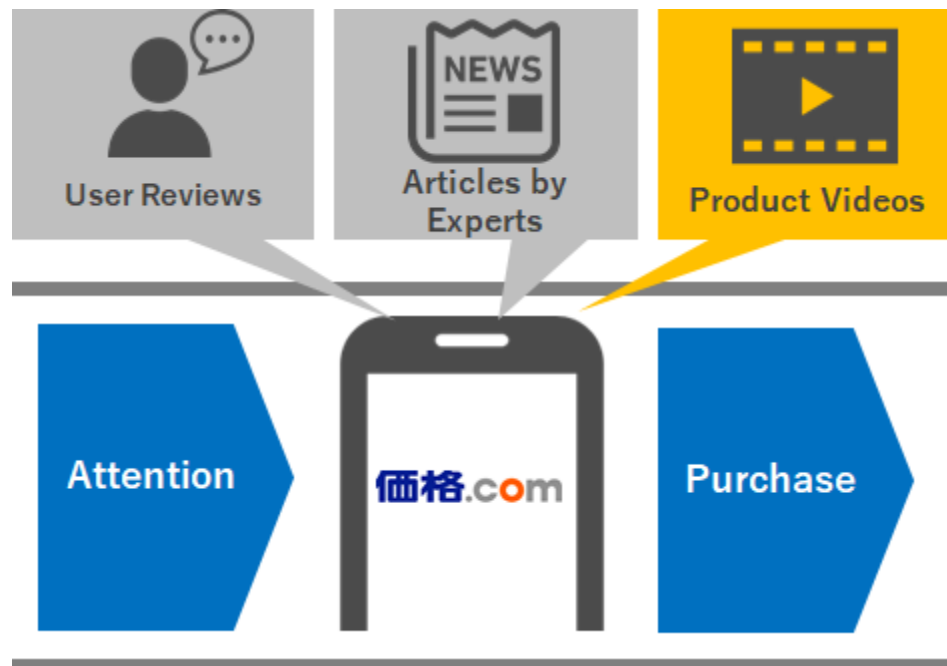 NEWS
User Reviews
Articles by
Experts
Product Videos
Attention
価格.com
Purchase